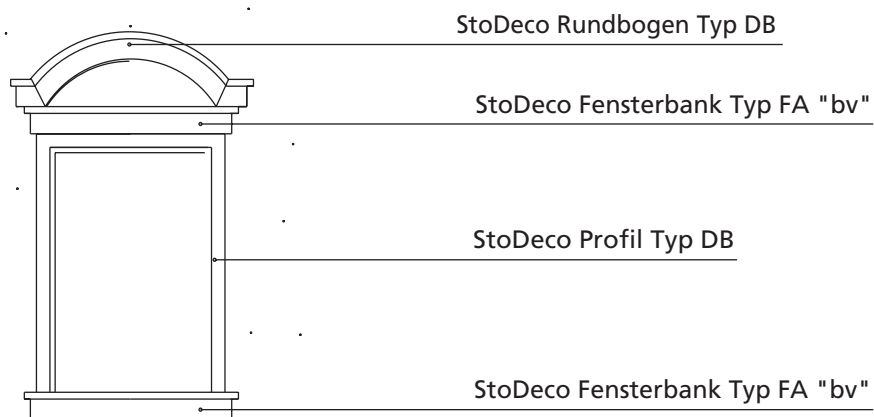 StoDeco Rundbogen Typ DB
StoDeco Fensterbank Typ FA "bv"
StoDeco Profil Typ DB
StoDeco Fensterbank Typ FA "bv"